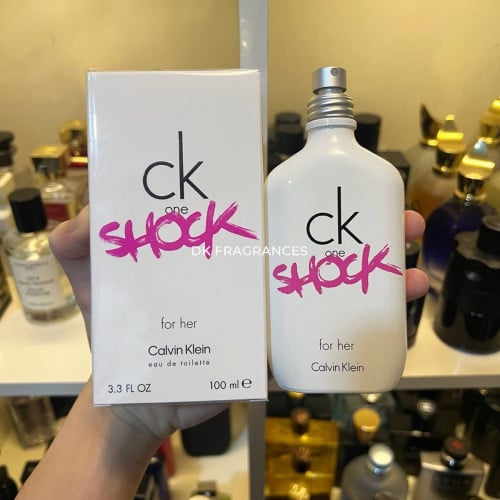 ck
one
SHOCK
for her
Calvin Klein
eau de toilette
3.3 FL OZ
100 ml e
ck
one
SHOCK
for her
Calvin Klein
DK FRAGRANCES